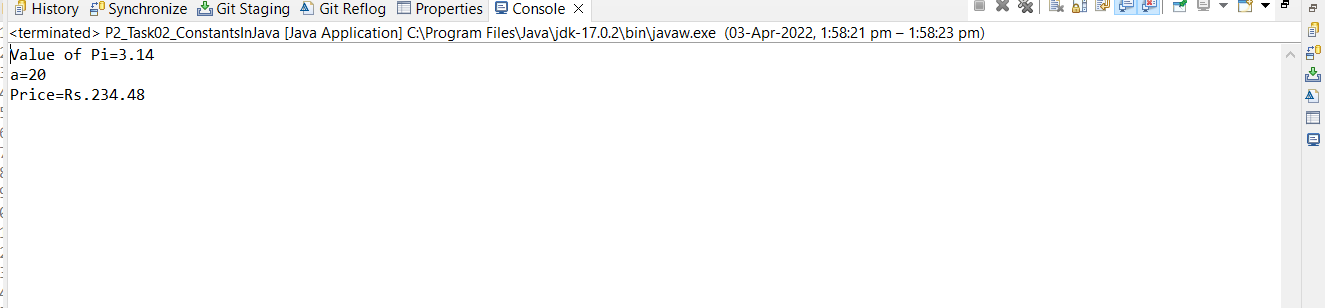 History Synchronize Git Staging Git Reflog Properties Console
<terminated> P2_Task02_ConstantsInJava [Java Application] C:\Program Files\Java\jdk-17.0.2\bin\javaw.exe (03-Apr-2022, 1:58:21 pm – 1:58:23 pm)
Value of Pi=3.14
a=20
Price=Rs.234.48